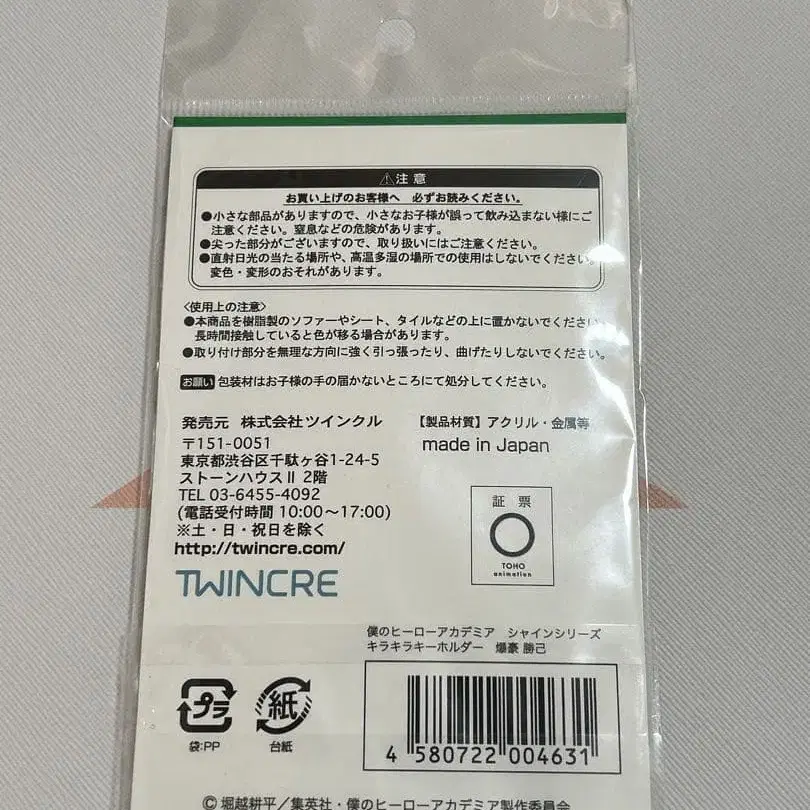 ⚠注意
お買い上げのお客様へ 必ずお読みください。
●小さな部品がありますので、小さなお子様が誤って飲み込まない様にご
注意ください。窒息などの危険があります。
●尖った部分がございますので、取り扱いにはご注意ください。
●直射日光の当たる場所や、高温多湿の場所での使用はしないでください。
変色・変形のおそれがあります。
〈使用上の注意〉
●本商品を樹脂製のソファーやシート、タイルなどの上に置かないでください。
長時間接触していると色が移る場合があります。
●取り付け部分を無理な方向に強く引っ張ったり、曲げたりしないでください。
お願い 包装材はお子様の手の届かないところにて処分してください。
発売元 株式会社ツインクル
〒151-0051
東京都渋谷区千駄ヶ谷1-24-5
ストーンハウスⅡ 2階
TEL 03-6455-4092
(電話受付時間 10:00〜17:00)
※土・日・祝日を除く
http://twincre.com/
TWINCRE
【製品材質】アクリル・金属等
made in Japan
証票
TOHO
animation
僕のヒーローアカデミア シャインシリーズ
キラキラキーホルダー 爆豪 勝己
プラ
袋:PP
紙
台紙
4 580722 004631
© 堀越耕平／集英社・僕のヒーローアカデミア製作委員会